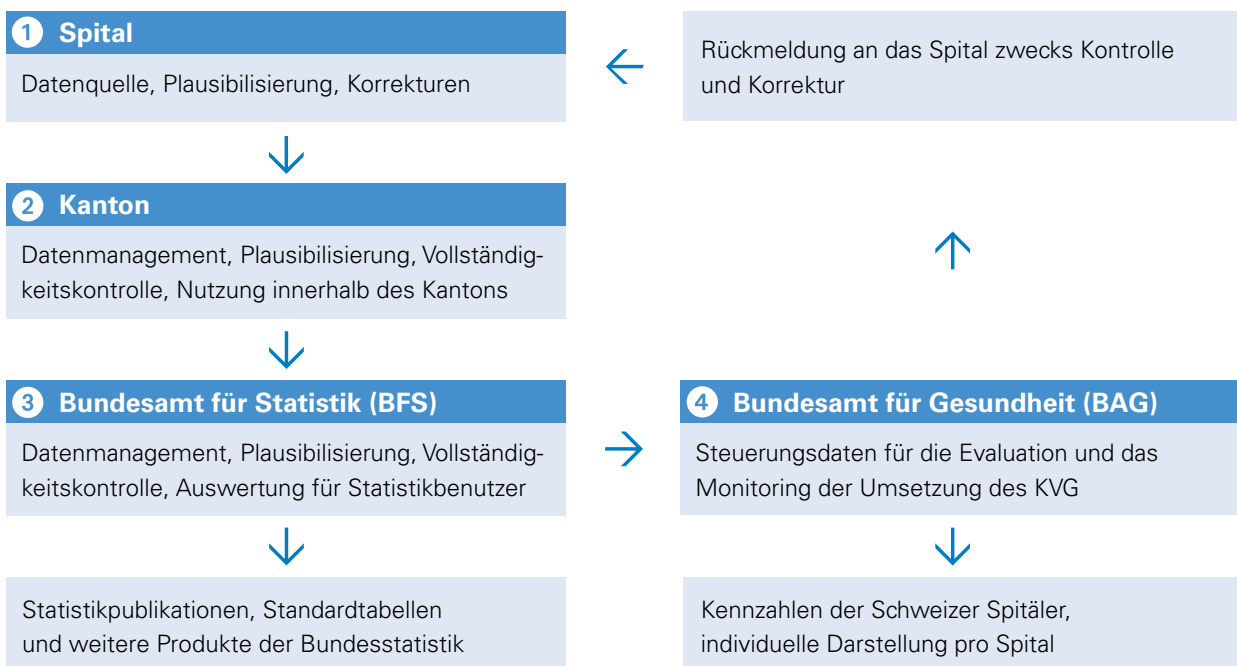 1 Spital
Datenquelle, Plausibilisierung, Korrekturen
Rückmeldung an das Spital zwecks Kontrolle
und Korrektur
2 Kanton
Datenmanagement, Plausibilisierung, Vollständig-
keitskontrolle, Nutzung innerhalb des Kantons
3 Bundesamt für Statistik (BFS)
Datenmanagement, Plausibilisierung, Vollständig-
keitskontrolle, Auswertung für Statistikbenutzer
4 Bundesamt für Gesundheit (BAG)
Steuerungsdaten für die Evaluation und das
Monitoring der Umsetzung des KVG
Statistikpublikationen, Standardtabellen
und weitere Produkte der Bundesstatistik
Kennzahlen der Schweizer Spitäler,
individuelle Darstellung pro Spital